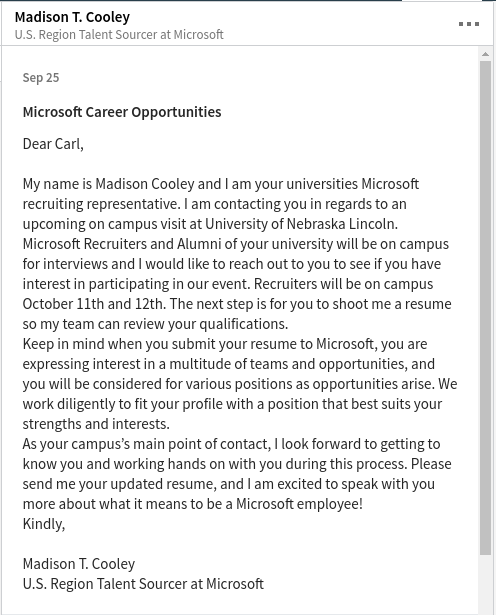 Madison T. Cooley
U.S. Region Talent Sourcer at Microsoft
Sep 25
Microsoft Career Opportunities
Dear Carl,
My name is Madison Cooley and I am your universities Microsoft
recruiting representative. I am contacting you in regards to an
upcoming on campus visit at University of Nebraska Lincoln.
Microsoft Recruiters and Alumni of your university will be on campus
for interviews and I would like to reach out to you to see if you have
interest in participating in our event. Recruiters will be on campus
October 11th and 12th. The next step is for you to shoot me a resume
so my team can review your qualifications.
Keep in mind when you submit your resume to Microsoft, you are
expressing interest in a multitude of teams and opportunities, and
you will be considered for various positions as opportunities arise. We
work diligently to fit your profile with a position that best suits your
strengths and interests.
As your campus’s main point of contact, I look forward to getting to
know you and working hands on with you during this process. Please
send me your updated resume, and I am excited to speak with you
more about what it means to be a Microsoft employee!
Kindly,
Madison T. Cooley
U.S. Region Talent Sourcer at Microsoft